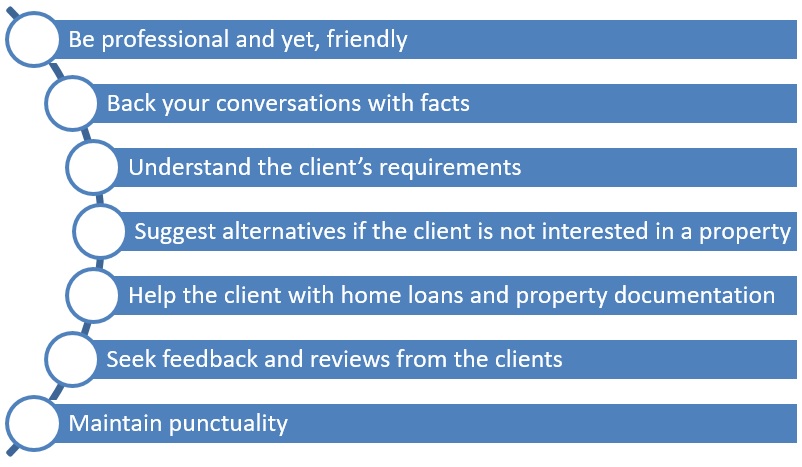 Be professional and yet, friendly
Back your conversations with facts
Understand the client’s requirements
Suggest alternatives if the client is not interested in a property
Help the client with home loans and property documentation
Seek feedback and reviews from the clients
Maintain punctuality